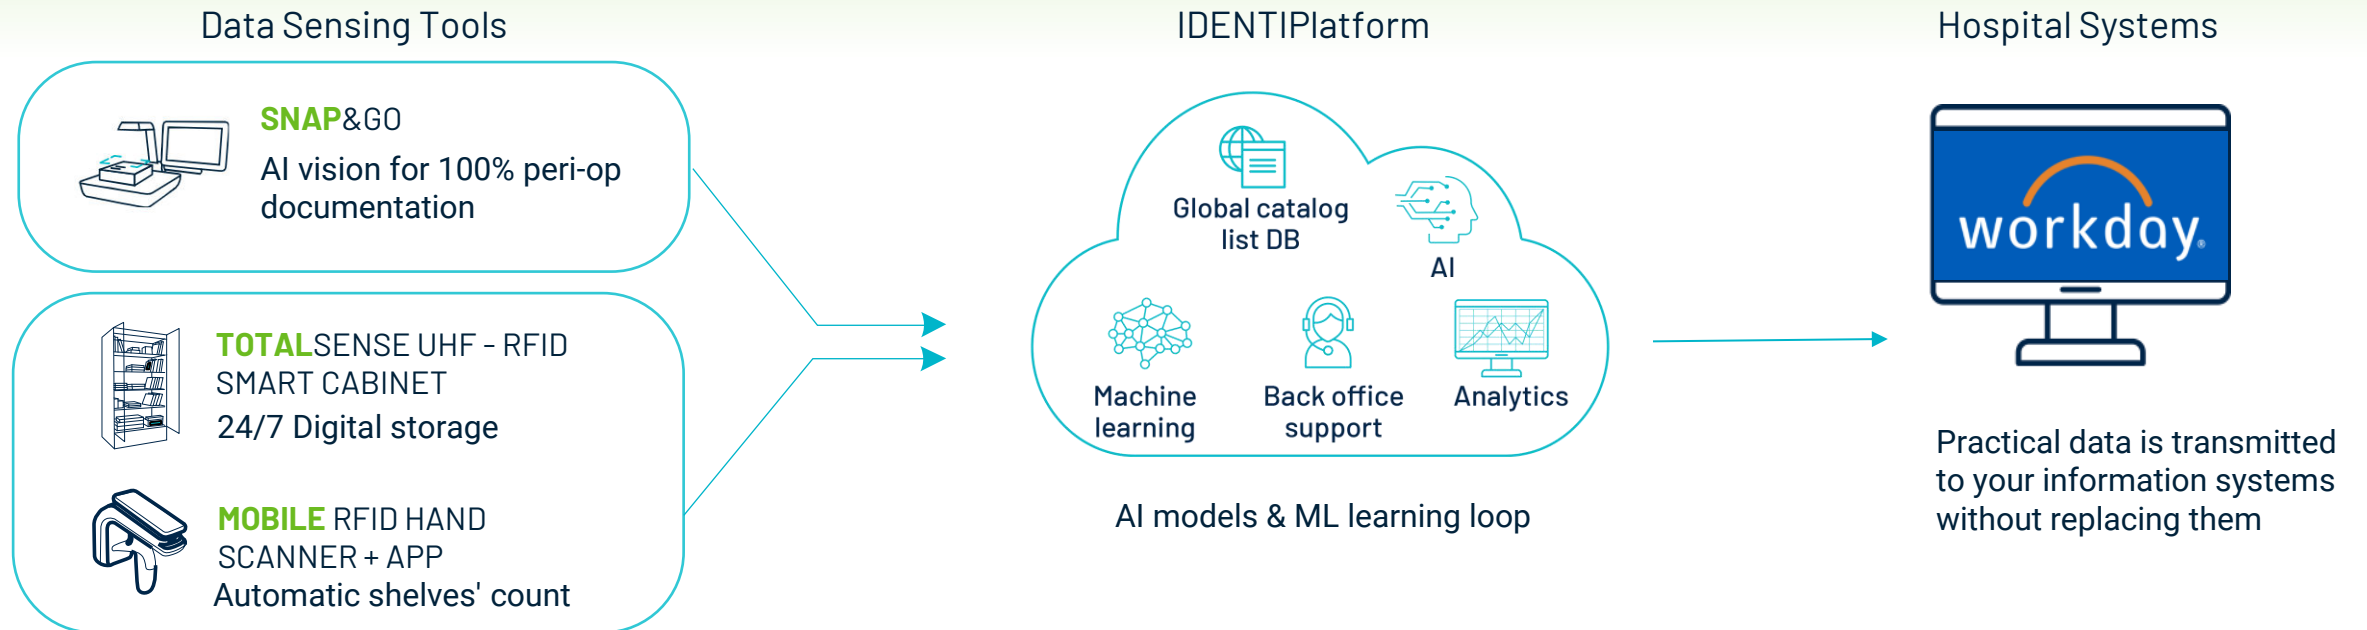 Data Sensing Tools
SNAP&GO
AI vision for 100% peri-op
documentation
TOTALSENSE UHF - RFID
SMART CABINET
24/7 Digital storage
MOBILE RFID HAND
SCANNER + APP
Automatic shelves' count
IDENTIPlatform
Global catalog
list DB
AI
Machine
learning
Back office
support
Analytics
AI models & ML learning loop
Hospital Systems
workday®
Practical data is transmitted
to your information systems
without replacing them